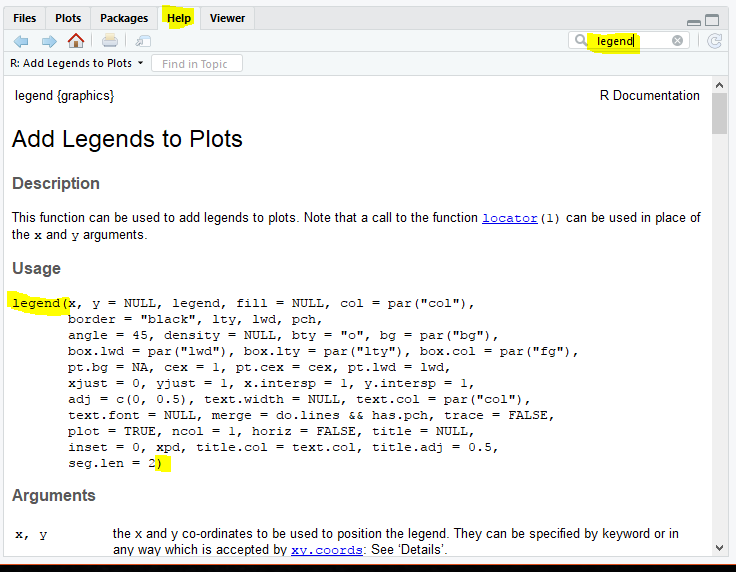 Files Plots Packages Help Viewer
legend
R: Add Legends to Plots Find in Topic
legend {graphics} R Documentation
Add Legends to Plots
Description
This function can be used to add legends to plots. Note that a call to the function locator(1) can be used in place of
the x and y arguments.
Usage
legend(x, y = NULL, legend, fill = NULL, col = par("col"),
border = "black", lty, lwd, pch,
angle = 45, density = NULL, bty = "o", bg = par("bg"),
box.lwd = par("lwd"), box.lty = par("lty"), box.col = par("fg"),
pt.bg = NA, cex = 1, pt.cex = cex, pt.lwd = lwd,
xjust = 0, yjust = 1, x.intersp = 1, y.intersp = 1,
adj = c(0, 0.5), text.width = NULL, text.col = par("col"),
text.font = NULL, merge = do.lines && has.pch, trace = FALSE,
plot = TRUE, ncol = 1, horiz = FALSE, title = NULL,
inset = 0, xpd, title.col = text.col, title.adj = 0.5,
seg.len = 2)
Arguments
x, y the x and y co-ordinates to be used to position the legend. They can be specified by keyword or in
any way which is accepted by xy.coords: See ‘Details’.